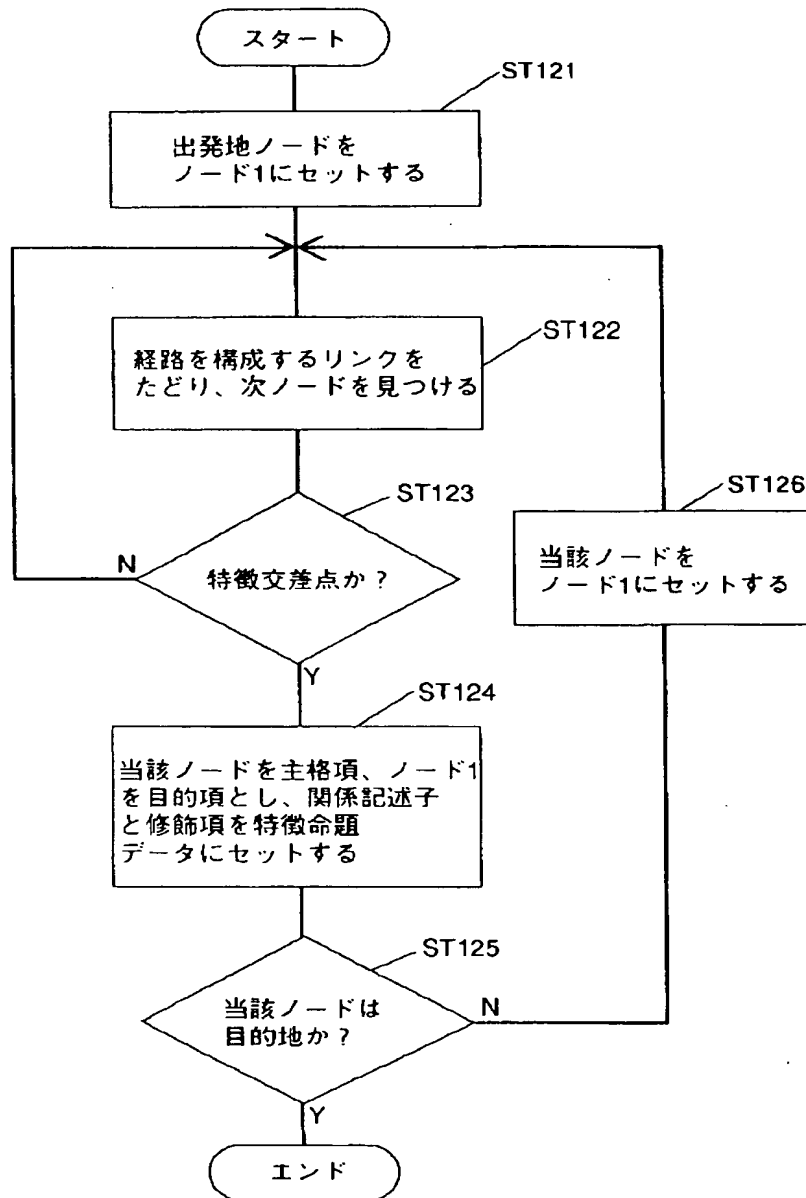 スタート
ST121
出発地ノードを
ノード1にセットする
ST122
経路を構成するリンクを
たどり、次ノードを見つける
ST123
N
特徴交差点か?
ST126
当該ノードを
ノード1にセットする
Y
ST124
当該ノードを主格項、ノード1
を目的項とし、関係記述子
と修飾項を特徴命題
データにセットする
ST125
当該ノードは
目的地か?
N
Y
エンド